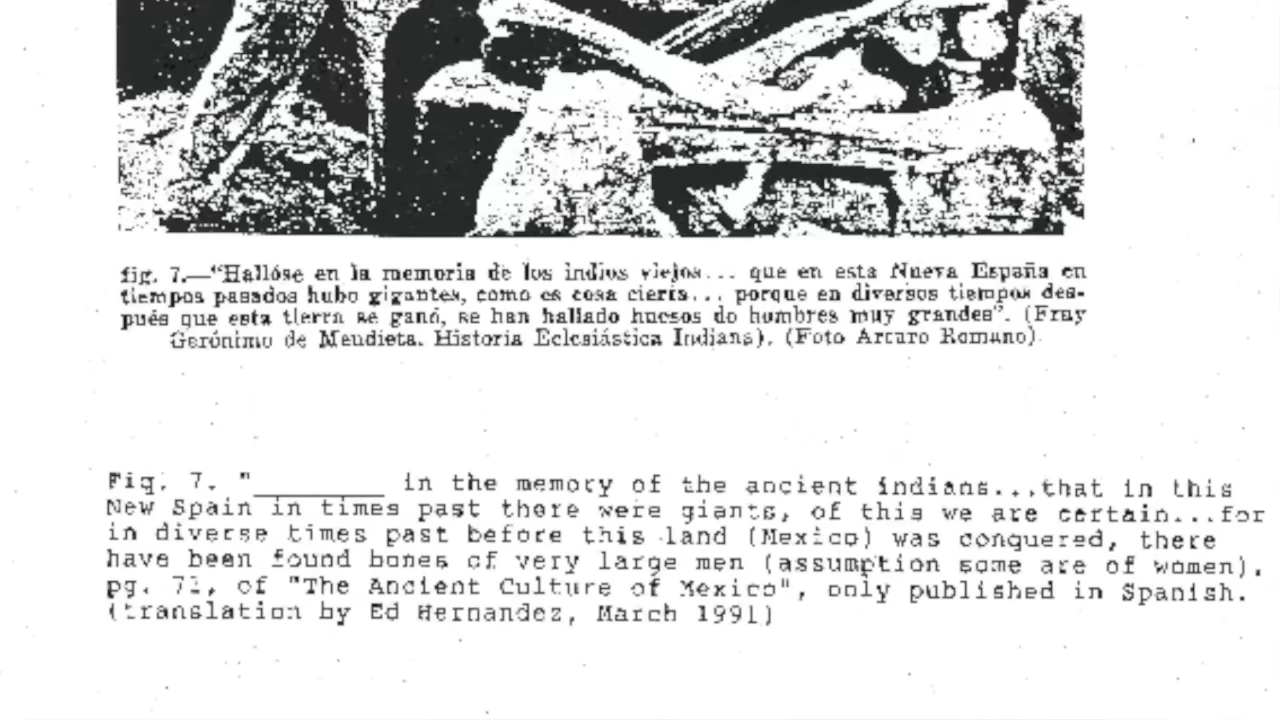 fig. 7.—"Hallóse en la memoria de los indios viejos... que en esta Nueva España en
tiempos pasados hubo gigantes, como es cosa cierta... porque en diversos tiempos des-
pués que esta tierra se ganó, se han hallado huesos do hombres muy grandes". (Fray
Gerónimo de Mendieta. Historia Eclesiástica Indiana). (Foto Arturo Romano).
Fig. 7. "________ in the memory of the ancient indians...that in this
New Spain in times past there were giants, of this we are certain...for
in diverse times past before this land (Mexico) was conquered, there
have been found bones of very large men (assumption some are of women).
pg. 71, of "The Ancient Culture of Mexico", only published in Spanish.
(translation by Ed Hernandez, March 1991)